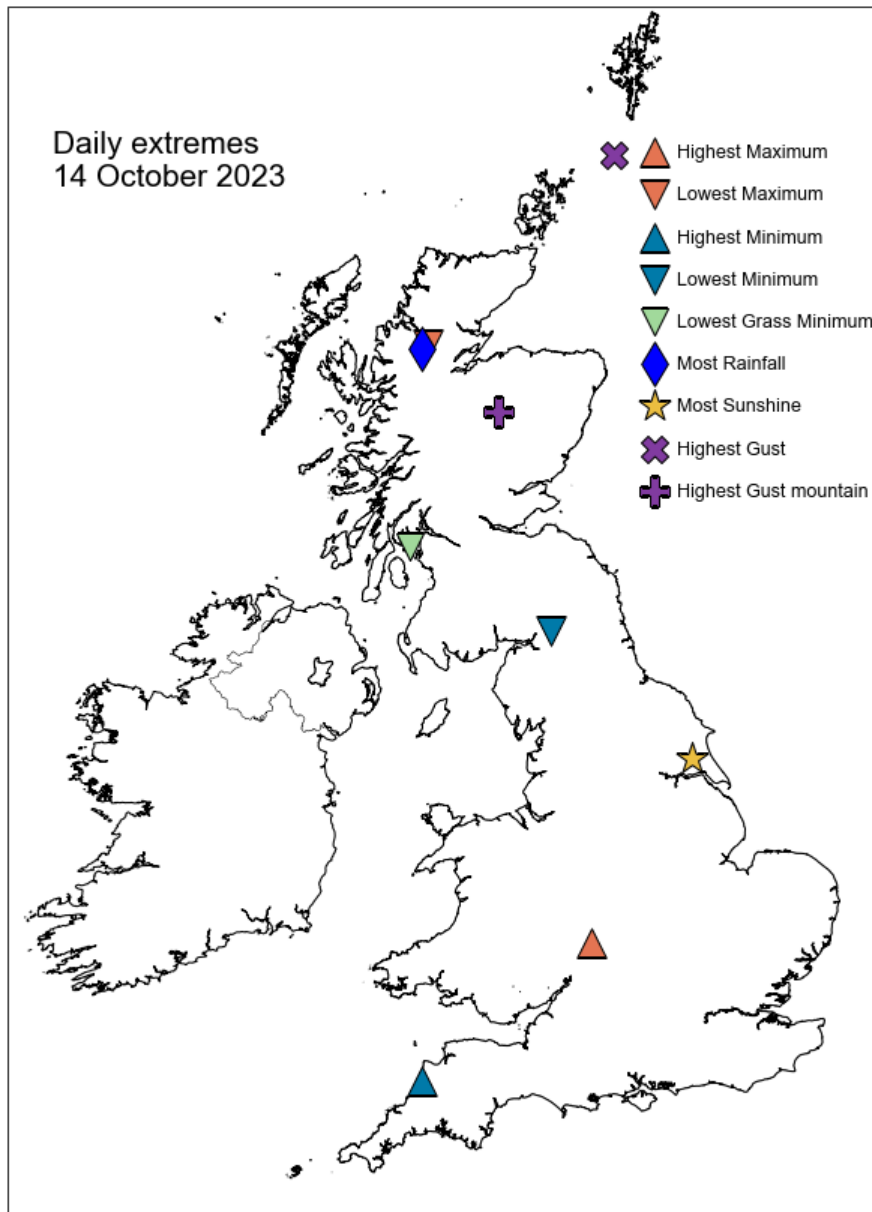 Daily extremes
14 October 2023
Highest Maximum
Lowest Maximum
Highest Minimum
Lowest Minimum
Lowest Grass Minimum
Most Rainfall
Most Sunshine
Highest Gust
Highest Gust mountain